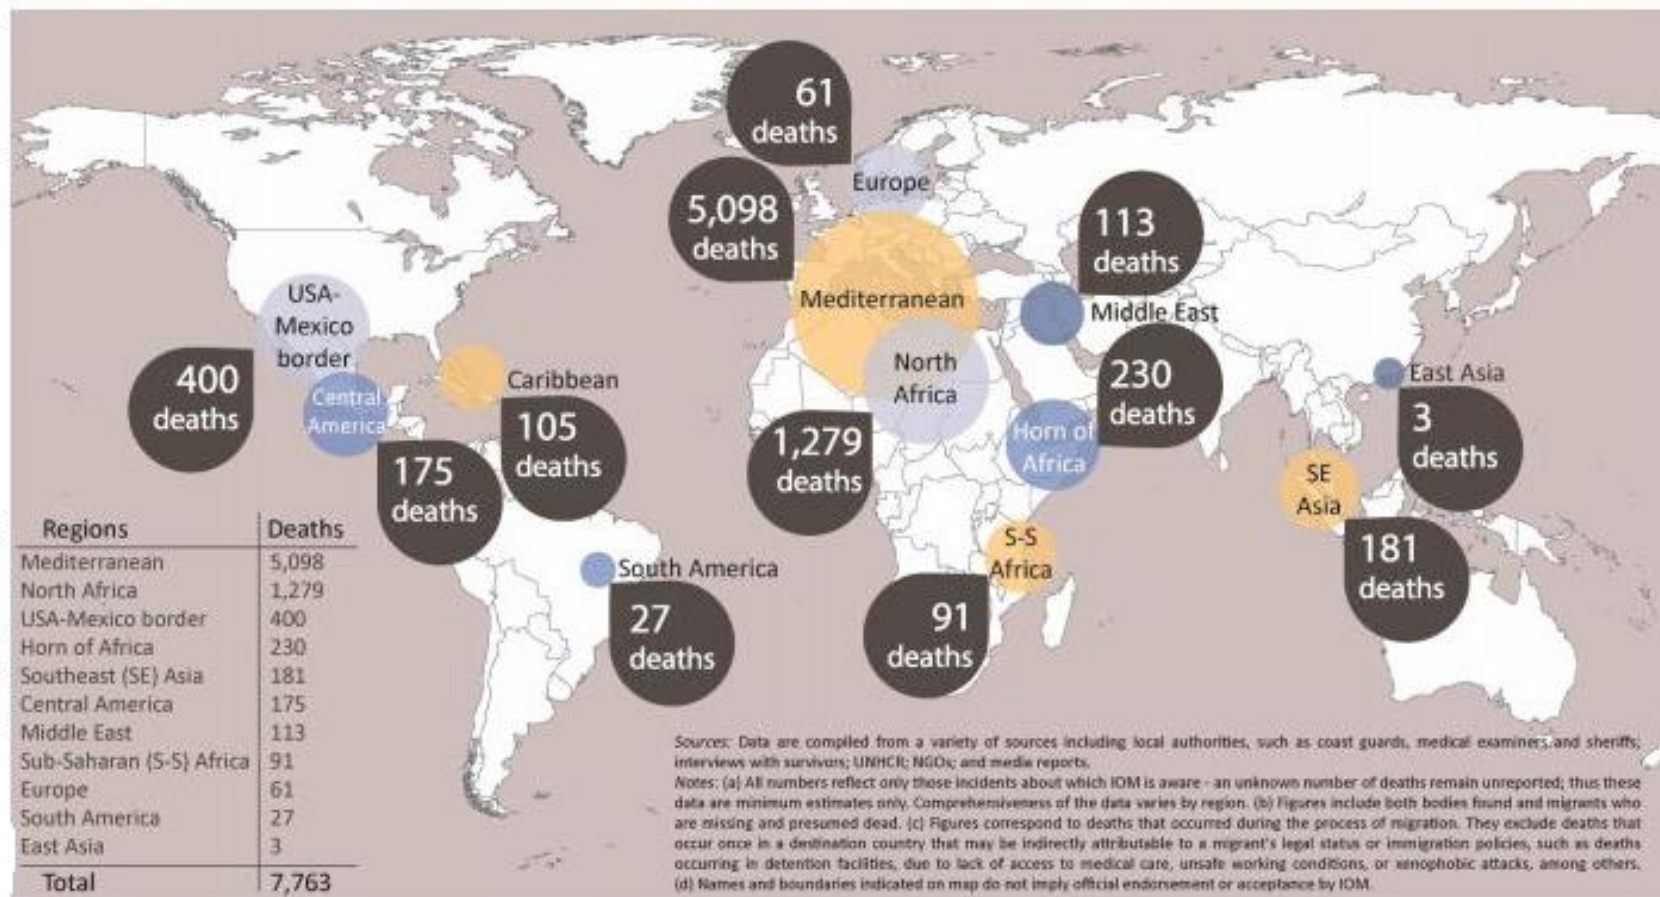 61
deaths
Europe
5,098
deaths
113
deaths
Mediterranean
Middle East
USA-
Mexico
border
400
deaths
Central
America
Caribbean
105
deaths
175
deaths
North
Africa
1,279
deaths
230
deaths
Horn of
Africa
East Asia
3
deaths
SE
Asia
181
deaths
S-S
Africa
91
deaths
South America
27
deaths
Regions Deaths
Mediterranean 5,098
North Africa 1,279
USA-Mexico border 400
Horn of Africa 230
Southeast (SE) Asia 181
Central America 175
Middle East 113
Sub-Saharan (S-S) Africa 91
Europe 61
South America 27
East Asia 3
Total 7,763
Sources: Data are compiled from a variety of sources including local authorities, such as coast guards, medical examiners and sheriffs;
interviews with survivors; UNHCR; NGOs; and media reports.
Notes: (a) All numbers reflect only those incidents about which IOM is aware - an unknown number of deaths remain unreported; thus these
data are minimum estimates only. Comprehensiveness of the data varies by region. (b) Figures include both bodies found and migrants who
are missing and presumed dead. (c) Figures correspond to deaths that occurred during the process of migration. They exclude deaths that
occur once in a destination country that may be indirectly attributable to a migrant's legal status or immigration policies, such as deaths
occurring in detention facilities, due to lack of access to medical care, unsafe working conditions, or xenophobic attacks, among others.
(d) Names and boundaries indicated on map do not imply official endorsement or acceptance by IOM.